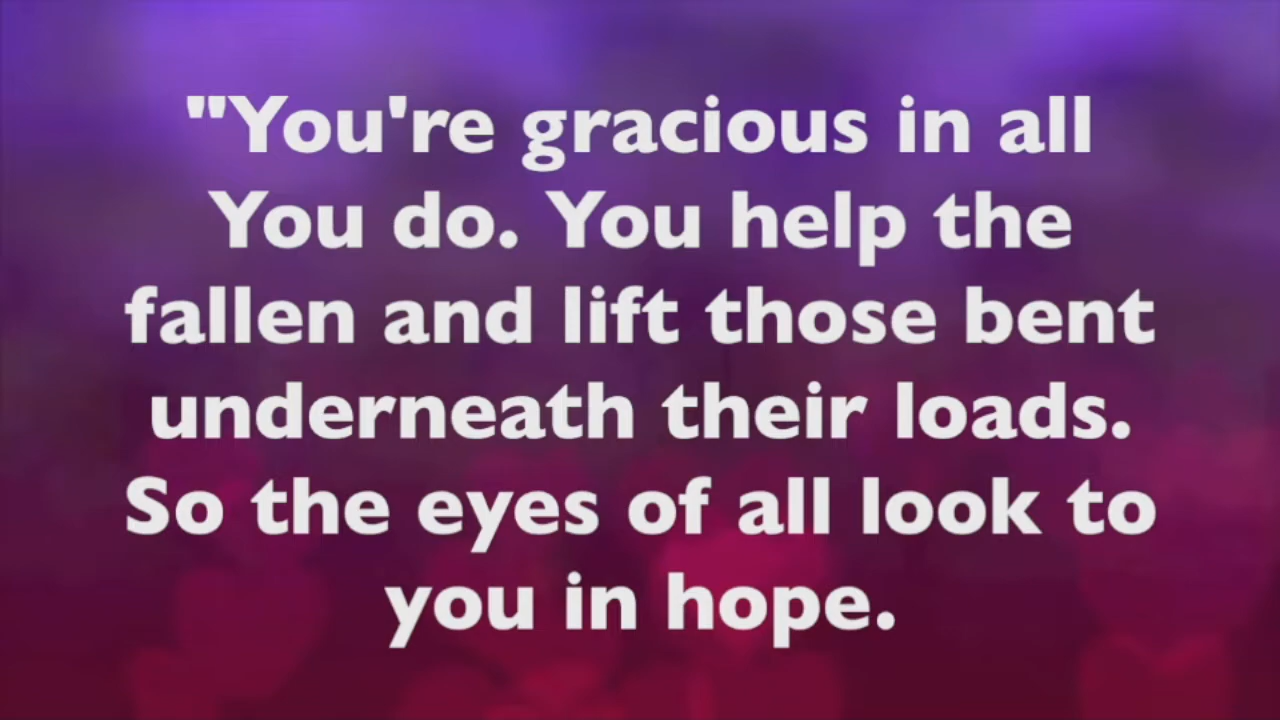 "You're gracious in all
You do. You help the
fallen and lift those bent
underneath their loads.
So the eyes of all look to
you in hope.